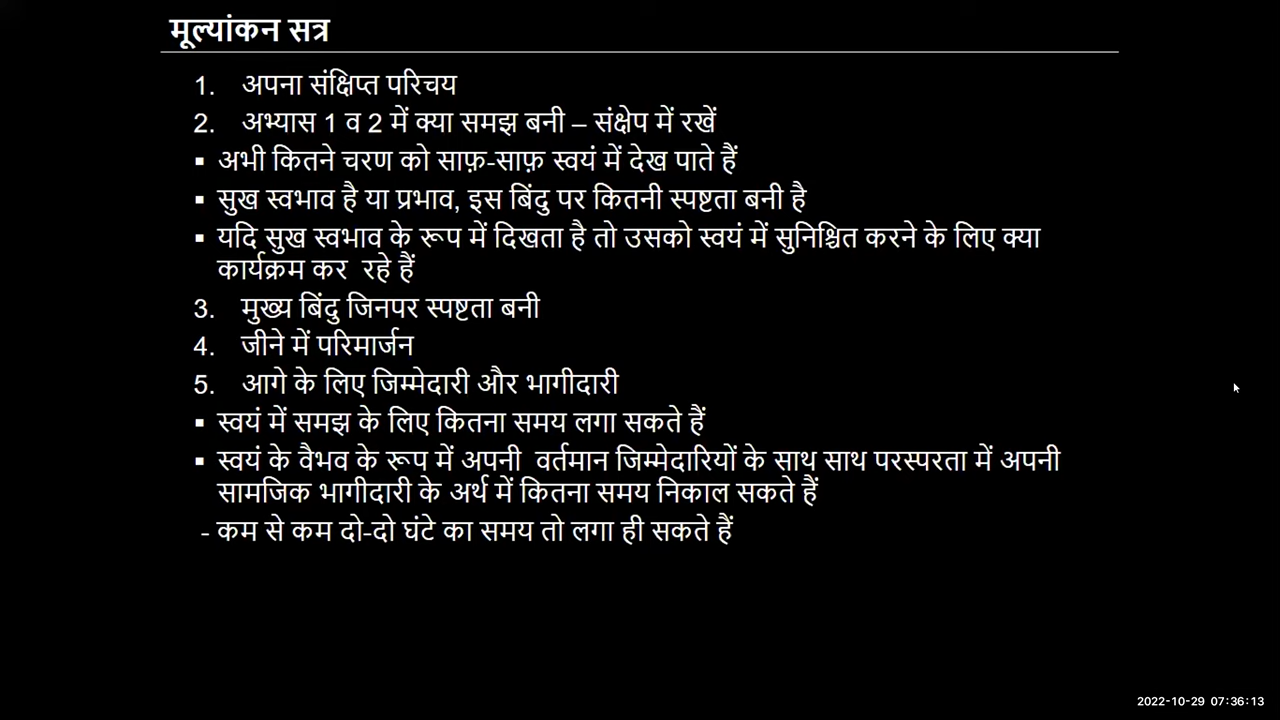 मूल्यांकन सत्र
1. अपना संक्षिप्त परिचय
2. अभ्यास 1 व 2 में क्या समझ बनी – संक्षेप में रखें
▪ अभी कितने चरण को साफ़-साफ़ स्वयं में देख पाते हैं
▪ सुख स्वभाव है या प्रभाव, इस बिंदु पर कितनी स्पष्टता बनी है
▪ यदि सुख स्वभाव के रूप में दिखता है तो उसको स्वयं में सुनिश्चित करने के लिए क्या
कार्यक्रम कर रहे हैं
3. मुख्य बिंदु जिनपर स्पष्टता बनी
4. जीने में परिमार्जन
5. आगे के लिए जिम्मेदारी और भागीदारी
▪ स्वयं में समझ के लिए कितना समय लगा सकते हैं
▪ स्वयं के वैभव के रूप में अपनी वर्तमान जिम्मेदारियों के साथ साथ परस्परता में अपनी
सामजिक भागीदारी के अर्थ में कितना समय निकाल सकते हैं
- कम से कम दो-दो घंटे का समय तो लगा ही सकते हैं
2022-10-29 07:36:13